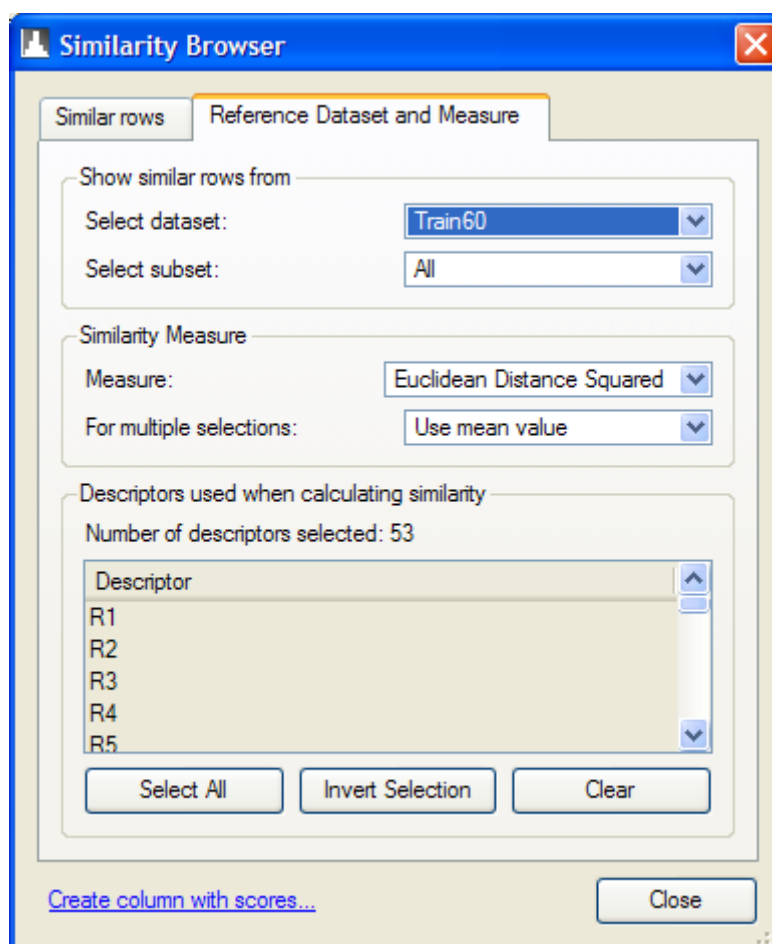 Similarity Browser
Similar rows
Reference Dataset and Measure
Show similar rows from
Select dataset: Train60
Select subset: All
Similarity Measure
Measure: Euclidean Distance Squared
For multiple selections: Use mean value
Descriptors used when calculating similarity
Number of descriptors selected: 53
Descriptor
R1
R2
R3
R4
R5
Select All Invert Selection Clear
Create column with scores... Close